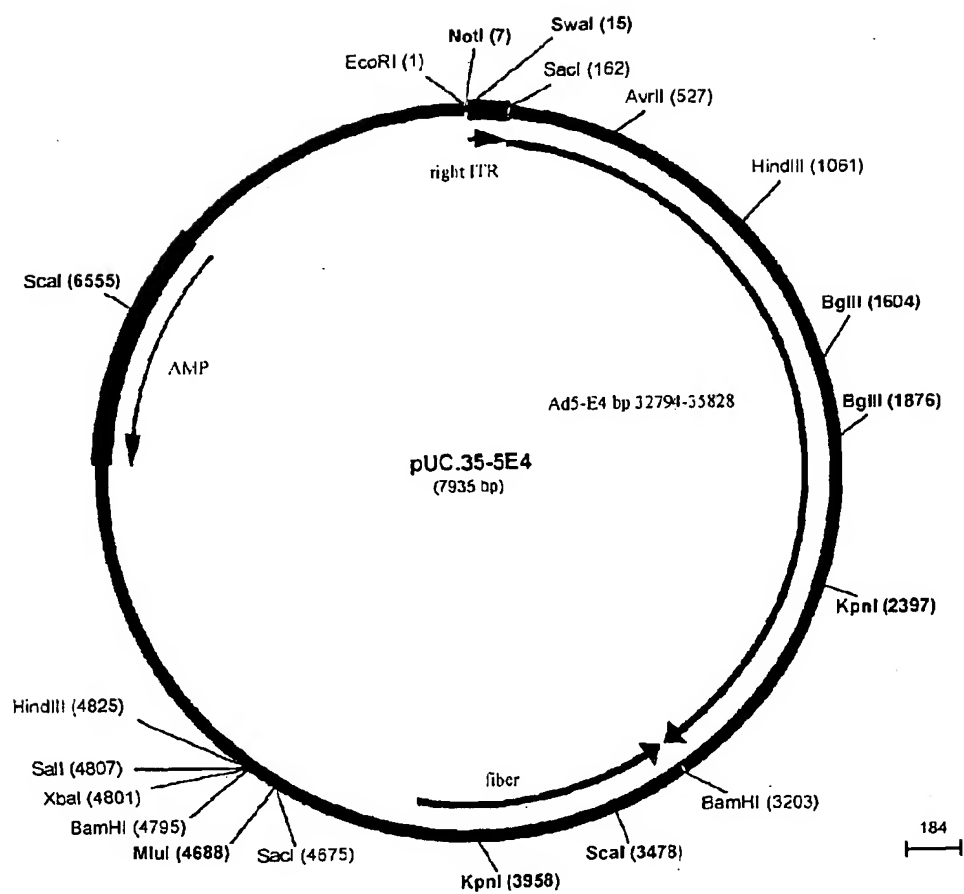 NotI (7)
SwaI (15)
EcoRI (1)
SacI (162)
AvrII (527)
right ITR
HindIII (1061)
ScaI (6555)
BglII (1604)
AMP
Ad5-E4 bp 32794-35828
BglII (1876)
pUC.35-5E4
(7935 bp)
KpnI (2397)
HindIII (4825)
SalI (4807)
XbaI (4801)
fiber
BamHI (3203)
BamHI (4795)
184
MluI (4688)
SacI (4675)
ScaI (3478)
KpnI (3958)